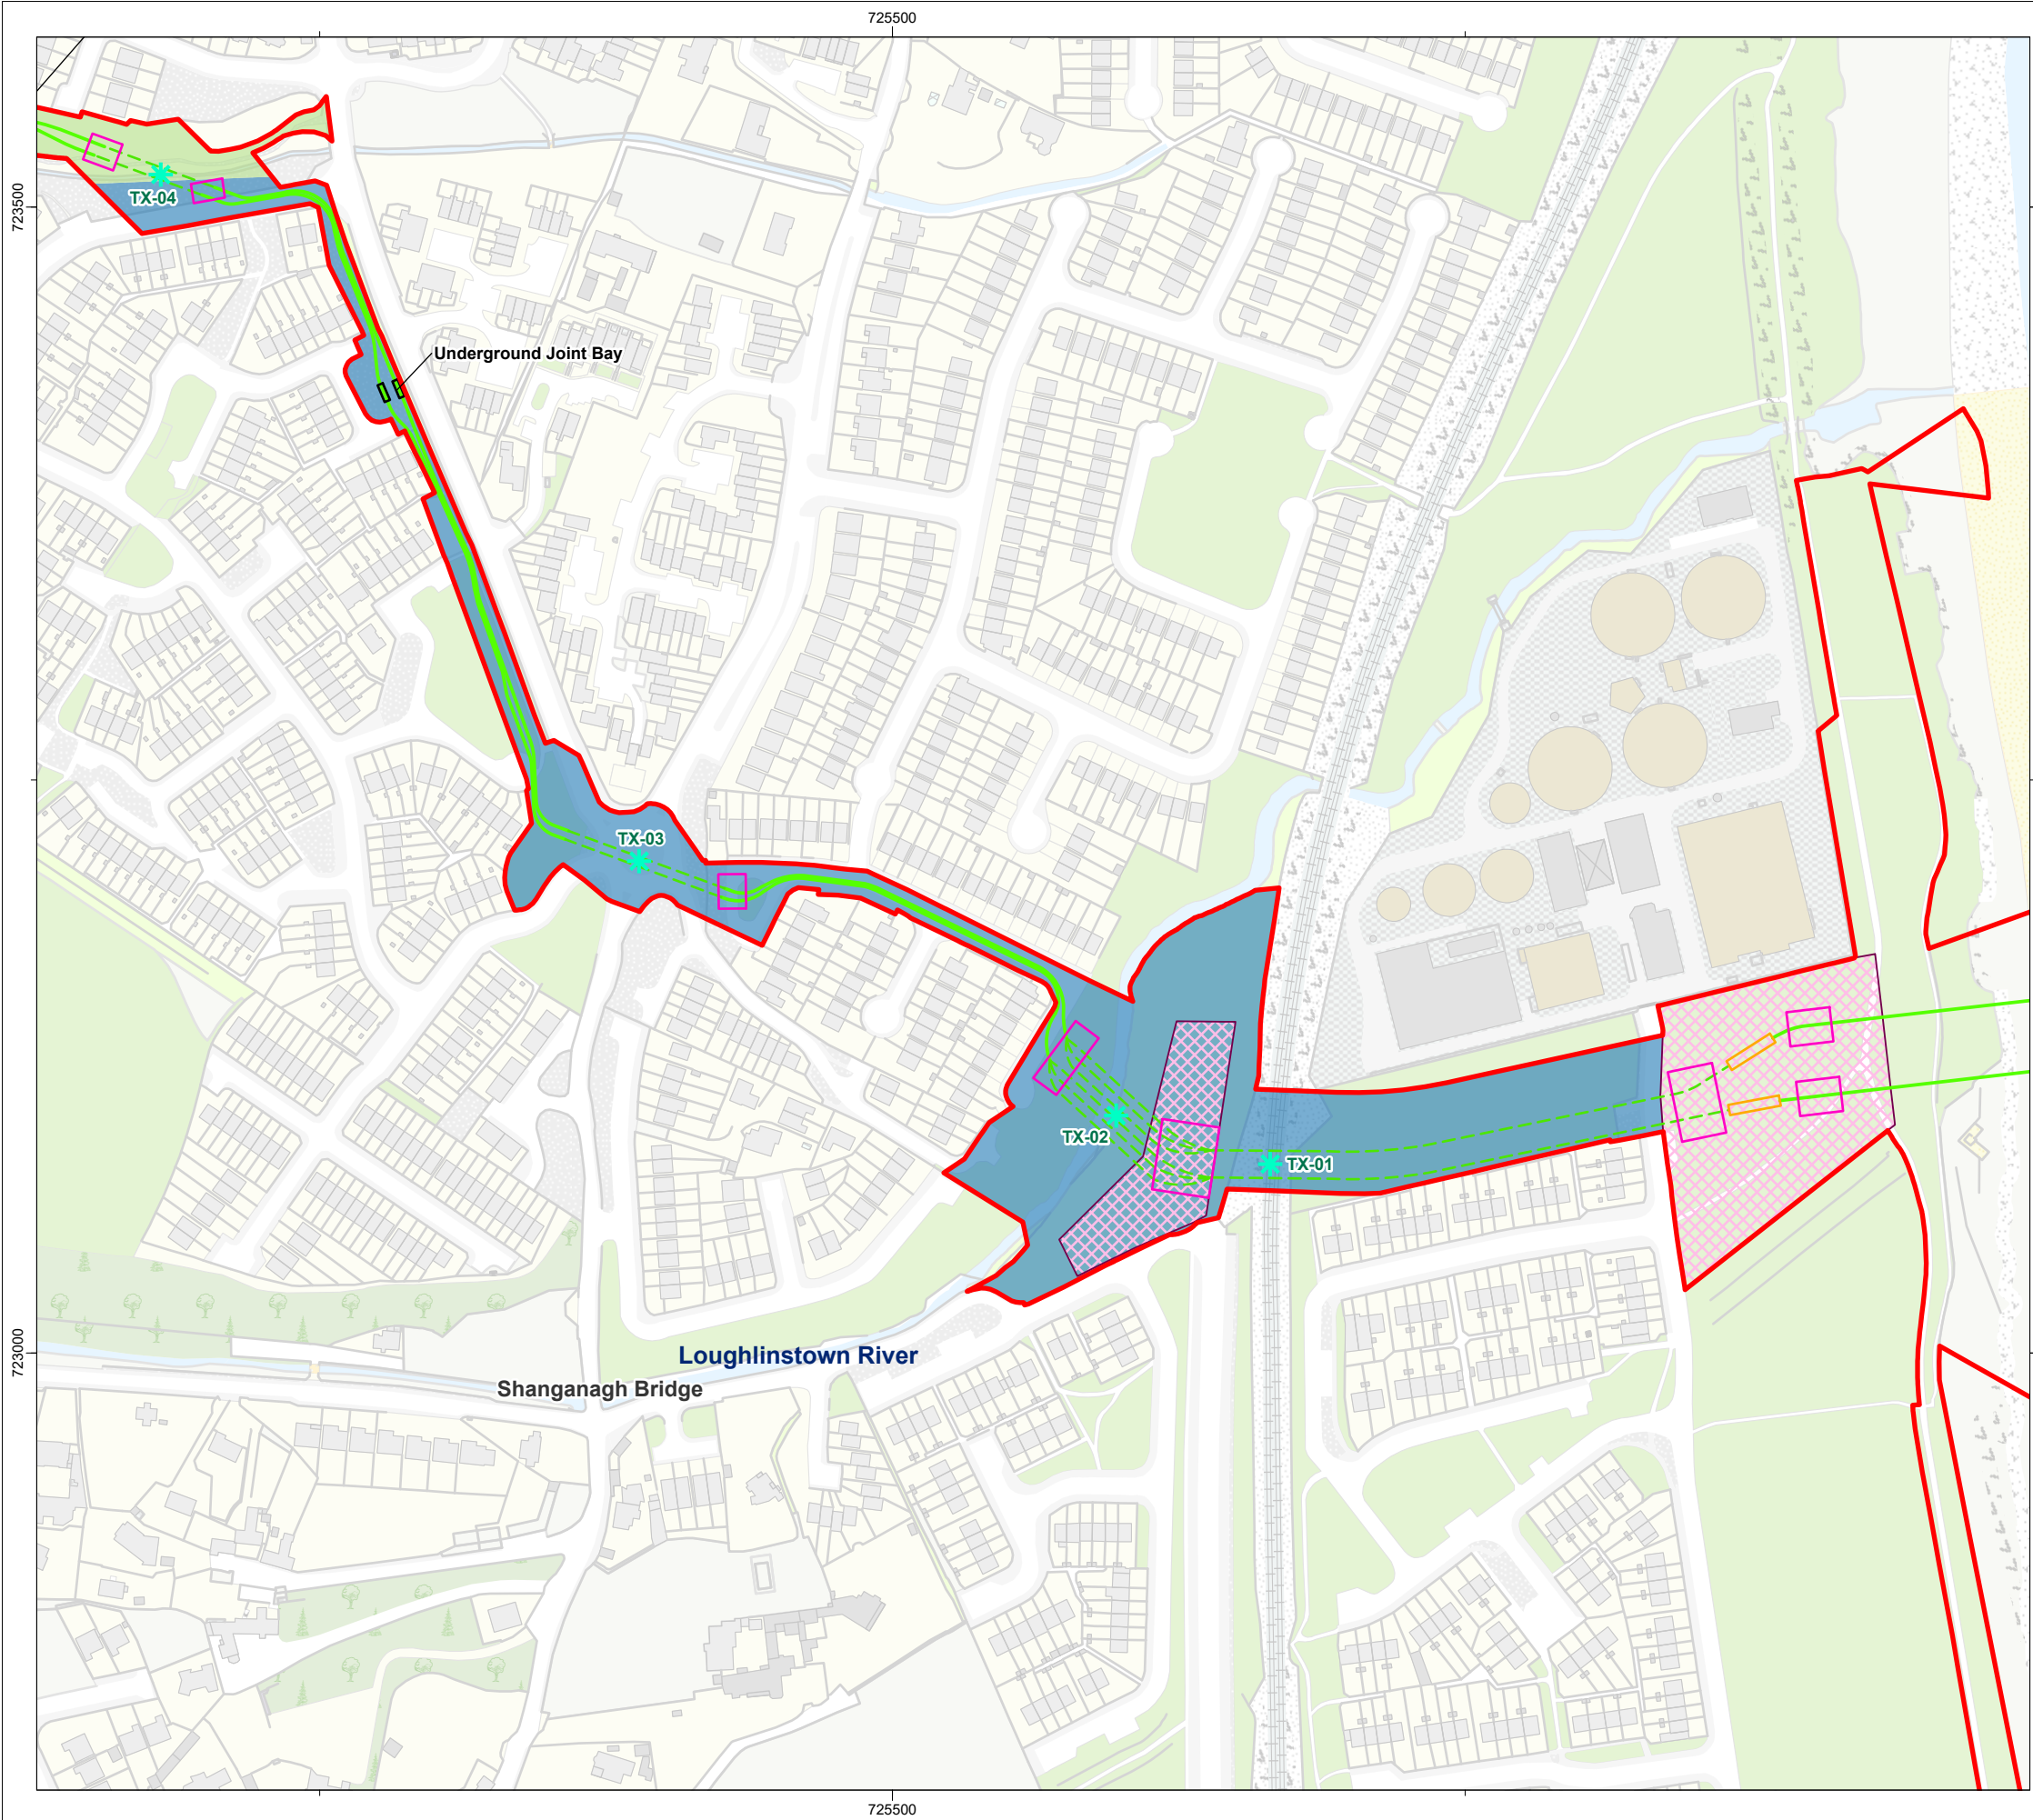 725500
723500
TX-04
Underground Joint Bay
TX-03
TX-02
TX-01
723000
Loughlinstown River
Shanganagh Bridge
725500